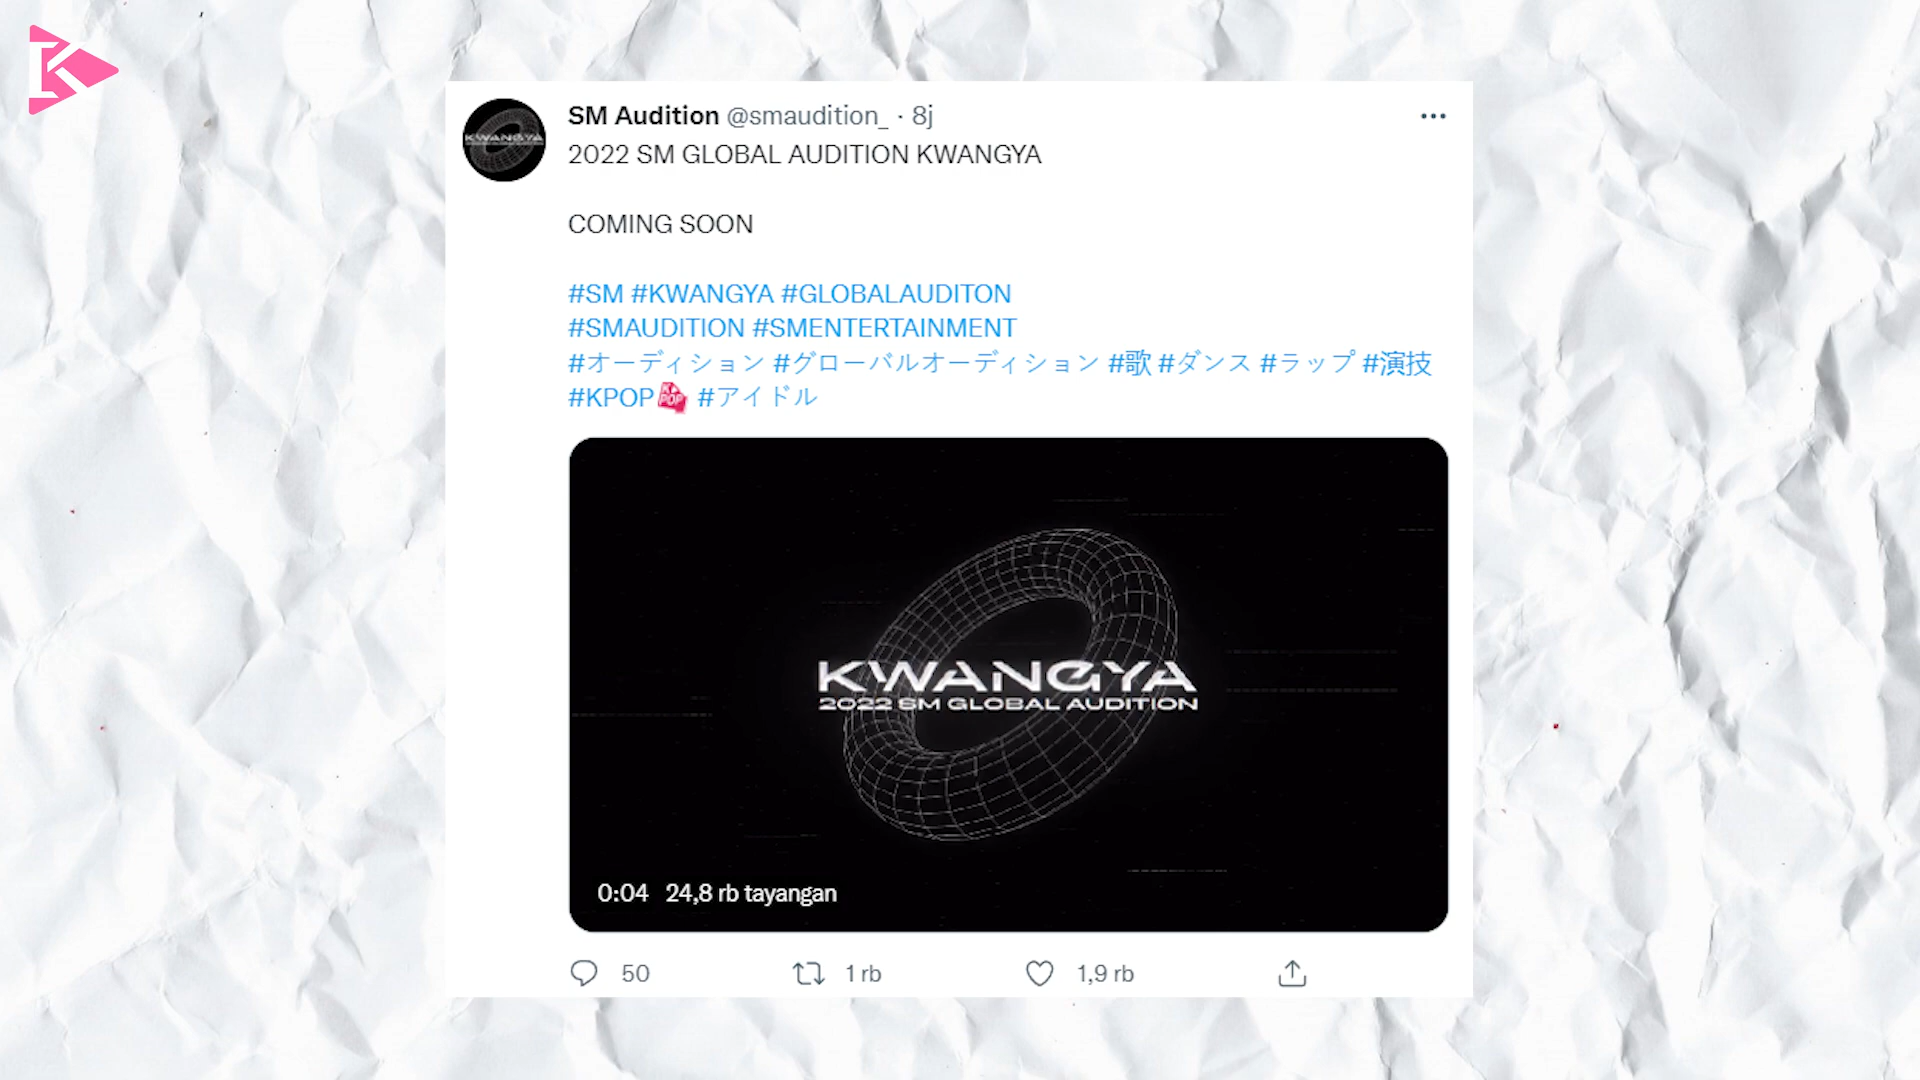 SM Audition @smaudition_ · 8j
2022 SM GLOBAL AUDITION KWANGYA
COMING SOON
#SM #KWANGYA #GLOBALAUDITON
#SMAUDITION #SMENTERTAINMENT
#オーディション #グローバルオーディション #歌 #ダンス #ラップ #演技
#KPOP #アイドル
KWANGYA
2022 SM GLOBAL AUDITION
0:04 24,8 rb tayangan
50 1 rb 1,9 rb